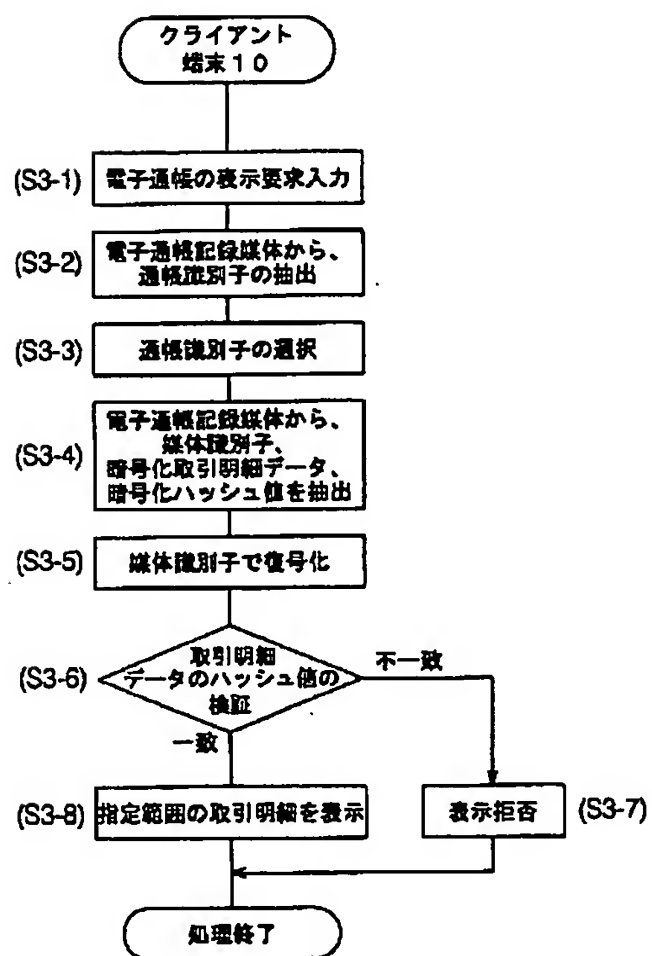 クライアント
端末10
(S3-1)
電子通帳の表示要求入力
(S3-2)
電子通帳記録媒体から、
通帳識別子の抽出
(S3-3)
通帳識別子の選択
(S3-4)
電子通帳記録媒体から、
媒体識別子、
暗号化取引明細データ、
暗号化ハッシュ値を抽出
(S3-5)
媒体識別子で復号化
(S3-6)
取引明細
データのハッシュ値の
検証
不一致
一致
(S3-8)
指定範囲の取引明細を表示
表示拒否
(S3-7)
処理終了